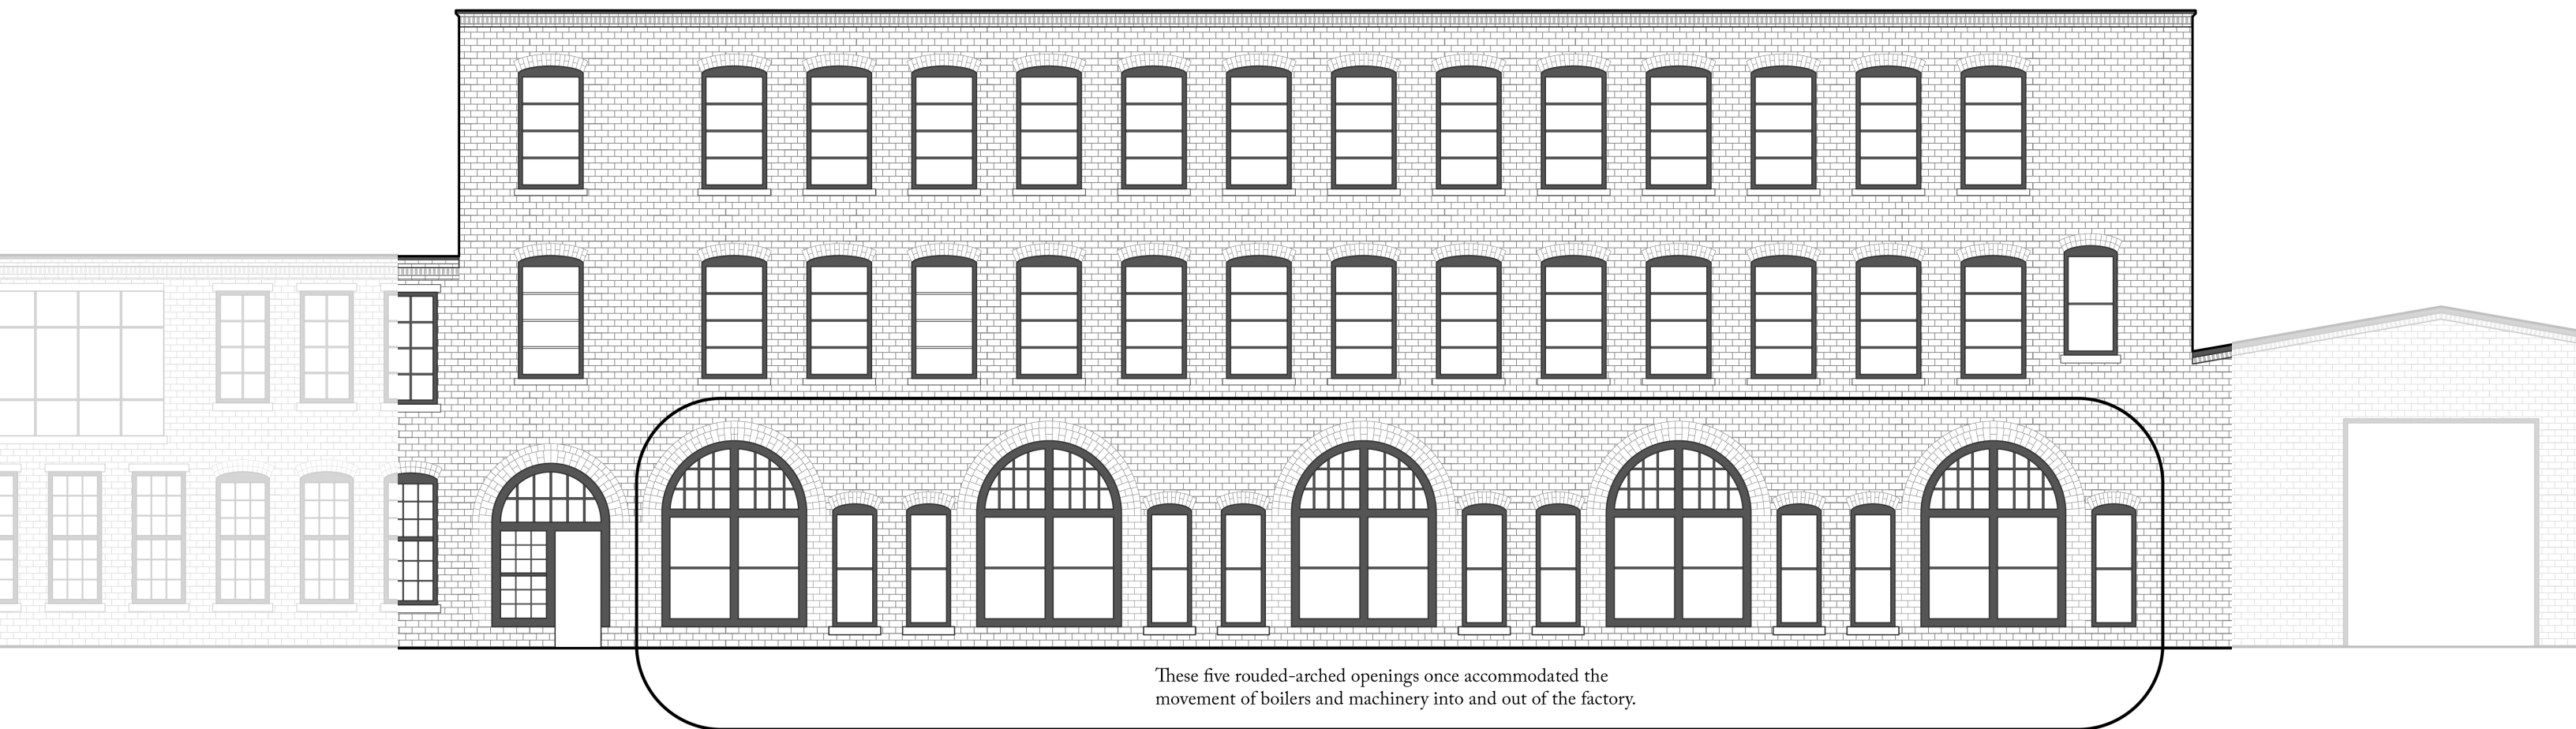 These five rouded-arched openings once accommodated the
movement of boilers and machinery into and out of the factory.